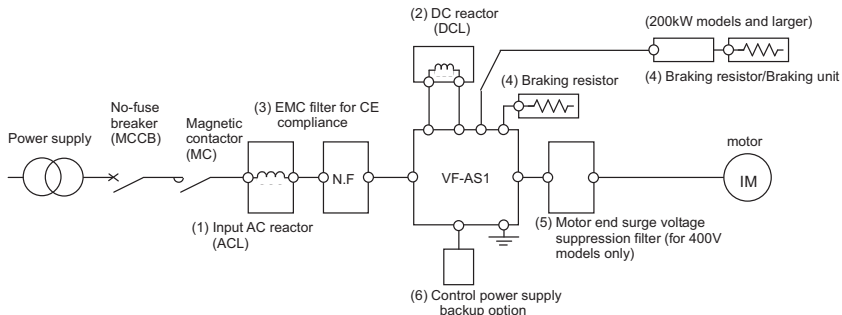 (2) DC reactor
(DCL)
(200kW models and larger)
(4) Braking resistor/Braking unit
(4) Braking resistor
No-fuse
breaker
(MCCB)
(3) EMC filter for CE
compliance
Magnetic
contactor
(MC)
Power supply
motor
N.F
VF-AS1
IM
(1) Input AC reactor
(ACL)
(5) Motor end surge voltage
suppression filter (for 400V
models only)
(6) Control power supply
backup option